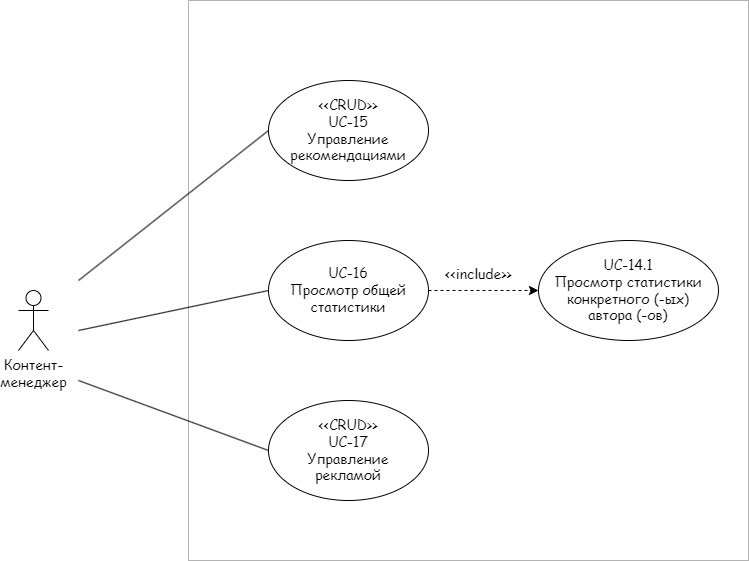 <<CRUD>>
UC-15
Управление
рекомендациями
UC-16
Просмотр общей
статистики
<<include>>
UC-14.1
Просмотр статистики
конкретного (-ых)
автора (-ов)
Контент-
менеджер
<<CRUD>>
UC-17
Управление
рекламой